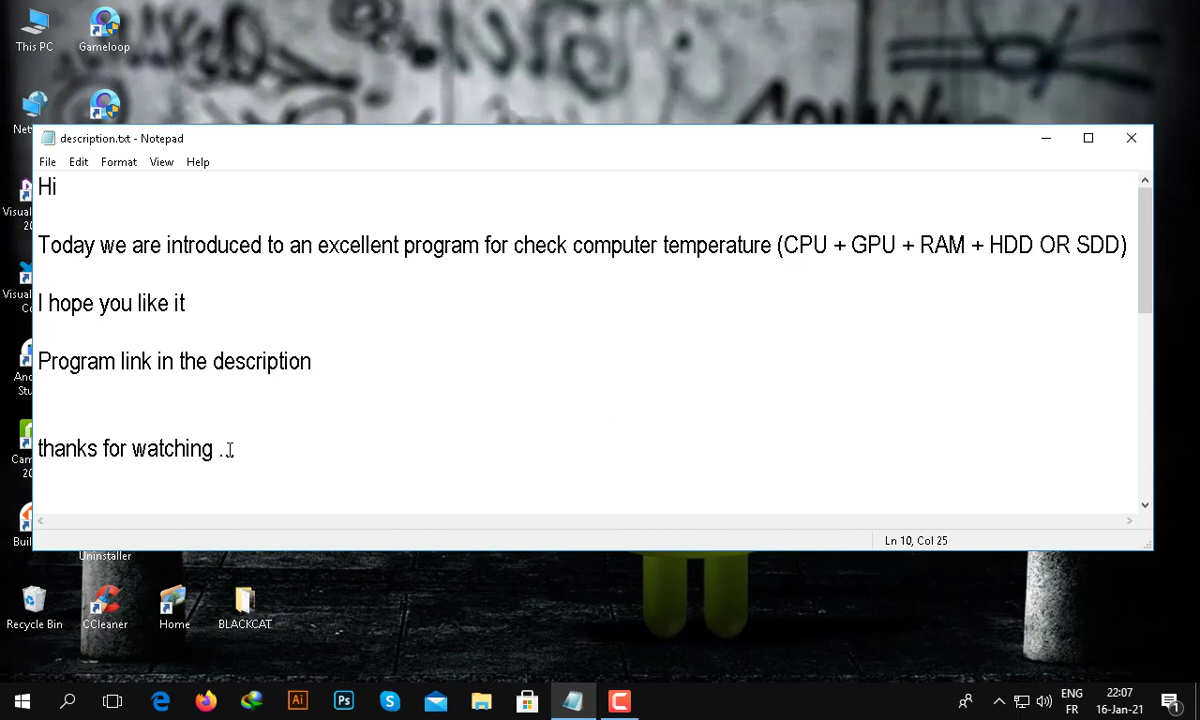 This PC
Gameloop
description.txt - Notepad
File Edit Format View Help
Hi
Today we are introduced to an excellent program for check computer temperature (CPU + GPU + RAM + HDD OR SDD)
I hope you like it
Program link in the description
thanks for watching ..
Ln 10, Col 25
Uninstaller
Recycle Bin
CCleaner
Home
BLACKCAT
ENG
FR
22:07
16-Jan-21